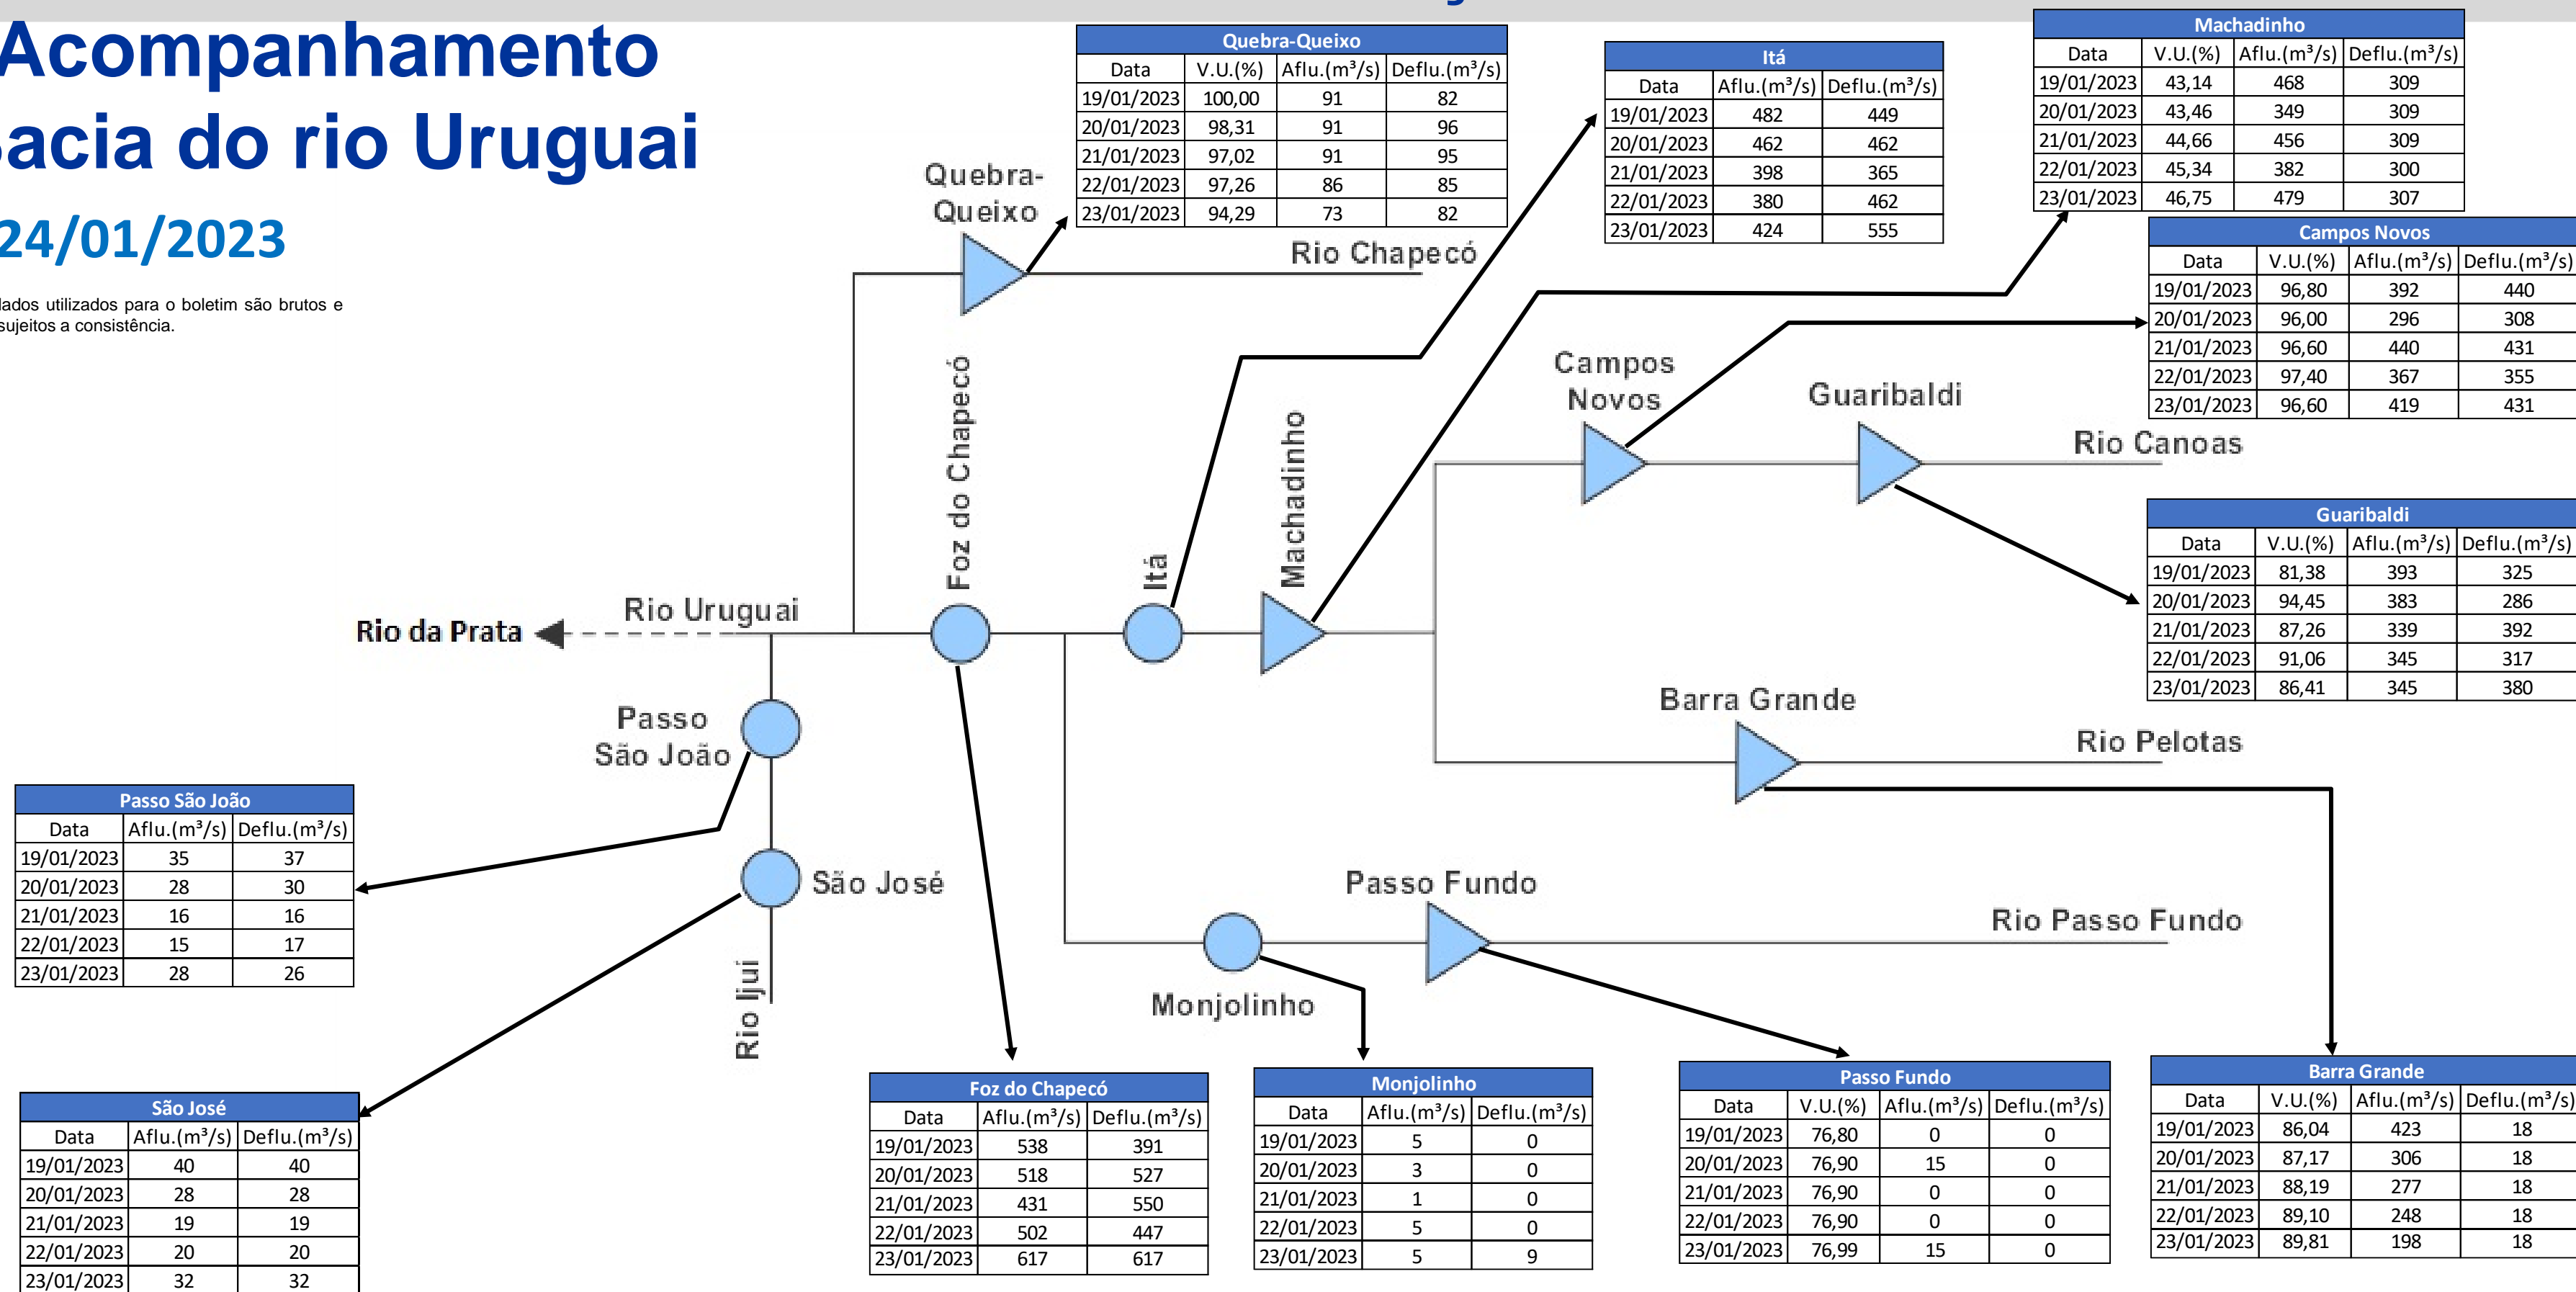 Acompanhamento
acia do rio Uruguai
24/01/2023
dados utilizados para o boletim são brutos e
sujeitos a consistência.
Quebra-Queixo
Data V.U.(%) Aflu.(m³/s) Deflu.(m³/s)
19/01/2023 100,00 91 82
20/01/2023 98,31 91 96
21/01/2023 97,02 91 95
22/01/2023 97,26 86 85
23/01/2023 94,29 73 82
Itá
Data Aflu.(m³/s) Deflu.(m³/s)
19/01/2023 482 449
20/01/2023 462 462
21/01/2023 398 365
22/01/2023 380 462
23/01/2023 424 555
Machadinho
Data V.U.(%) Aflu.(m³/s) Deflu.(m³/s)
19/01/2023 43,14 468 309
20/01/2023 43,46 349 309
21/01/2023 44,66 456 309
22/01/2023 45,34 382 300
23/01/2023 46,75 479 307
Campos Novos
Data V.U.(%) Aflu.(m³/s) Deflu.(m³/s)
19/01/2023 96,80 392 440
20/01/2023 96,00 296 308
21/01/2023 96,60 440 431
22/01/2023 97,40 367 355
23/01/2023 96,60 419 431
Guaribaldi
Data V.U.(%) Aflu.(m³/s) Deflu.(m³/s)
19/01/2023 81,38 393 325
20/01/2023 94,45 383 286
21/01/2023 87,26 339 392
22/01/2023 91,06 345 317
23/01/2023 86,41 345 380
Quebra-
Queixo
Rio Chapecó
Foz do Chapecó
Itá
Machadinho
Campos
Novos
Guaribaldi
Rio Canoas
Rio da Prata
Rio Uruguai
Barra Grande
Rio Pelotas
Passo
São João
São José
Rio Ijuí
Passo Fundo
Rio Passo Fundo
Monjolinho
Passo São João
Data Aflu.(m³/s) Deflu.(m³/s)
19/01/2023 35 37
20/01/2023 28 30
21/01/2023 16 16
22/01/2023 15 17
23/01/2023 28 26
São José
Data Aflu.(m³/s) Deflu.(m³/s)
19/01/2023 40 40
20/01/2023 28 28
21/01/2023 19 19
22/01/2023 20 20
23/01/2023 32 32
Foz do Chapecó
Data Aflu.(m³/s) Deflu.(m³/s)
19/01/2023 538 391
20/01/2023 518 527
21/01/2023 431 550
22/01/2023 502 447
23/01/2023 617 617
Monjolinho
Data Aflu.(m³/s) Deflu.(m³/s)
19/01/2023 5 0
20/01/2023 3 0
21/01/2023 1 0
22/01/2023 5 0
23/01/2023 5 9
Passo Fundo
Data V.U.(%) Aflu.(m³/s) Deflu.(m³/s)
19/01/2023 76,80 0 0
20/01/2023 76,90 15 0
21/01/2023 76,90 0 0
22/01/2023 76,90 0 0
23/01/2023 76,99 15 0
Barra Grande
Data V.U.(%) Aflu.(m³/s) Deflu.(m³/s)
19/01/2023 86,04 423 18
20/01/2023 87,17 306 18
21/01/2023 88,19 277 18
22/01/2023 89,10 248 18
23/01/2023 89,81 198 18